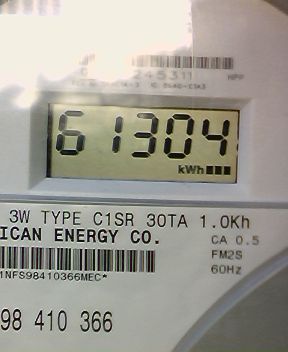 245311
61304
kWh
3W TYPE C1SR 30TA 1.0Kh
ICAN ENERGY CO.
CA 0.5
FM2S
60Hz
1NFS98410366MEC*
98 410 366